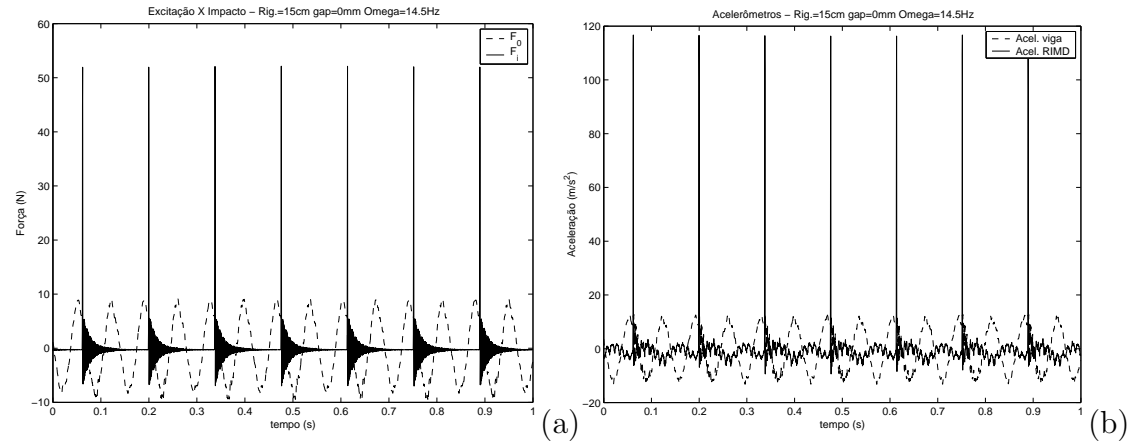 Excitação X Impacto − Rig.=15cm gap=0mm Omega=14.5Hz
60
50
40
30
20
10
0
−10
Força (N)
0 0.1 0.2 0.3 0.4 0.5 0.6 0.7 0.8 0.9 1
tempo (s)
F0
Fi
(a)
Acelerômetros − Rig.=15cm gap=0mm Omega=14.5Hz
120
100
80
60
40
20
0
−20
Aceleração (m/s2)
0 0.1 0.2 0.3 0.4 0.5 0.6 0.7 0.8 0.9 1
tempo (s)
Acel. viga
Acel. RIMD
(b)